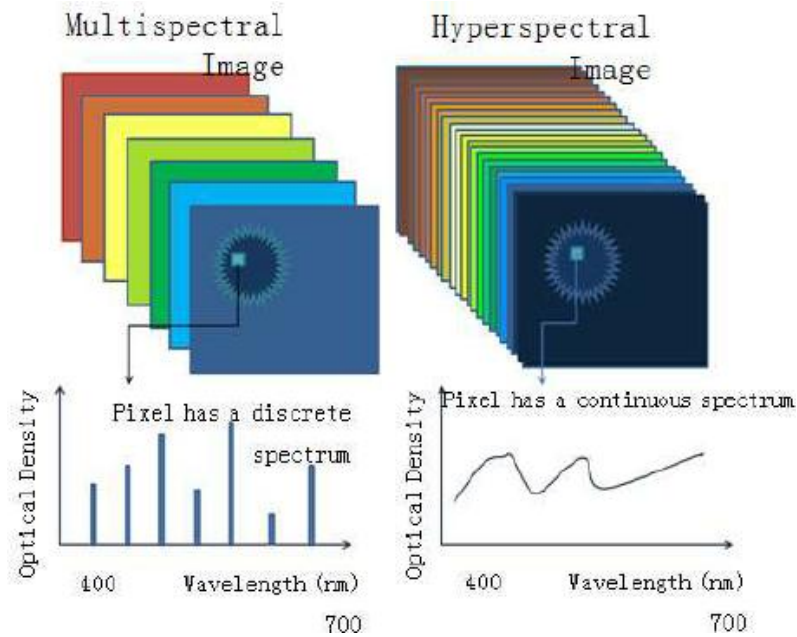 Multispectral
Image
Hyperspectral
Image
Optical Density
Pixel has a discrete
spectrum
400
Wavelength (nm)
700
Optical Density
Pixel has a continuous spectrum
400
Wavelength (nm)
700